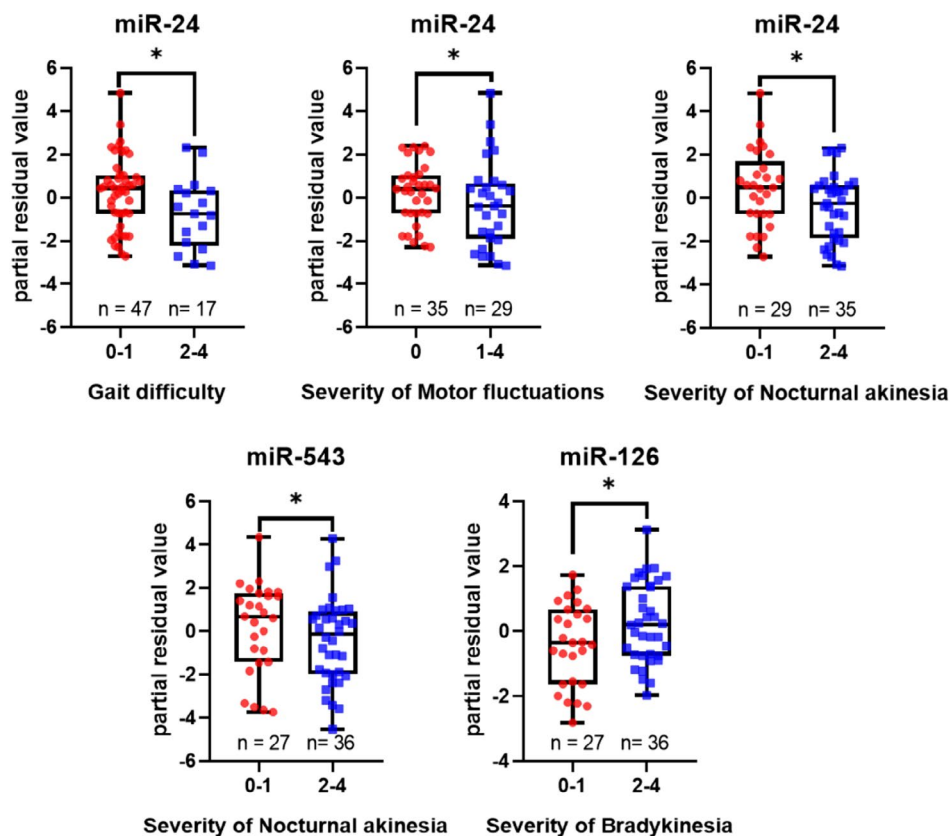 miR-24
*
partial residual value
6
4
2
0
-2
-4
-6
n = 47 n= 17
0-1 2-4
Gait difficulty
miR-24
*
partial residual value
6
4
2
0
-2
-4
-6
n = 35 n= 29
0 1-4
Severity of Motor fluctuations
miR-24
*
partial residual value
6
4
2
0
-2
-4
-6
n = 29 n= 35
0-1 2-4
Severity of Nocturnal akinesia
miR-543
*
partial residual value
6
4
2
0
-2
-4
-6
n = 27 n= 36
0-1 2-4
Severity of Nocturnal akinesia
miR-126
*
partial residual value
4
2
0
-2
-4
n = 27 n= 36
0-1 2-4
Severity of Bradykinesia